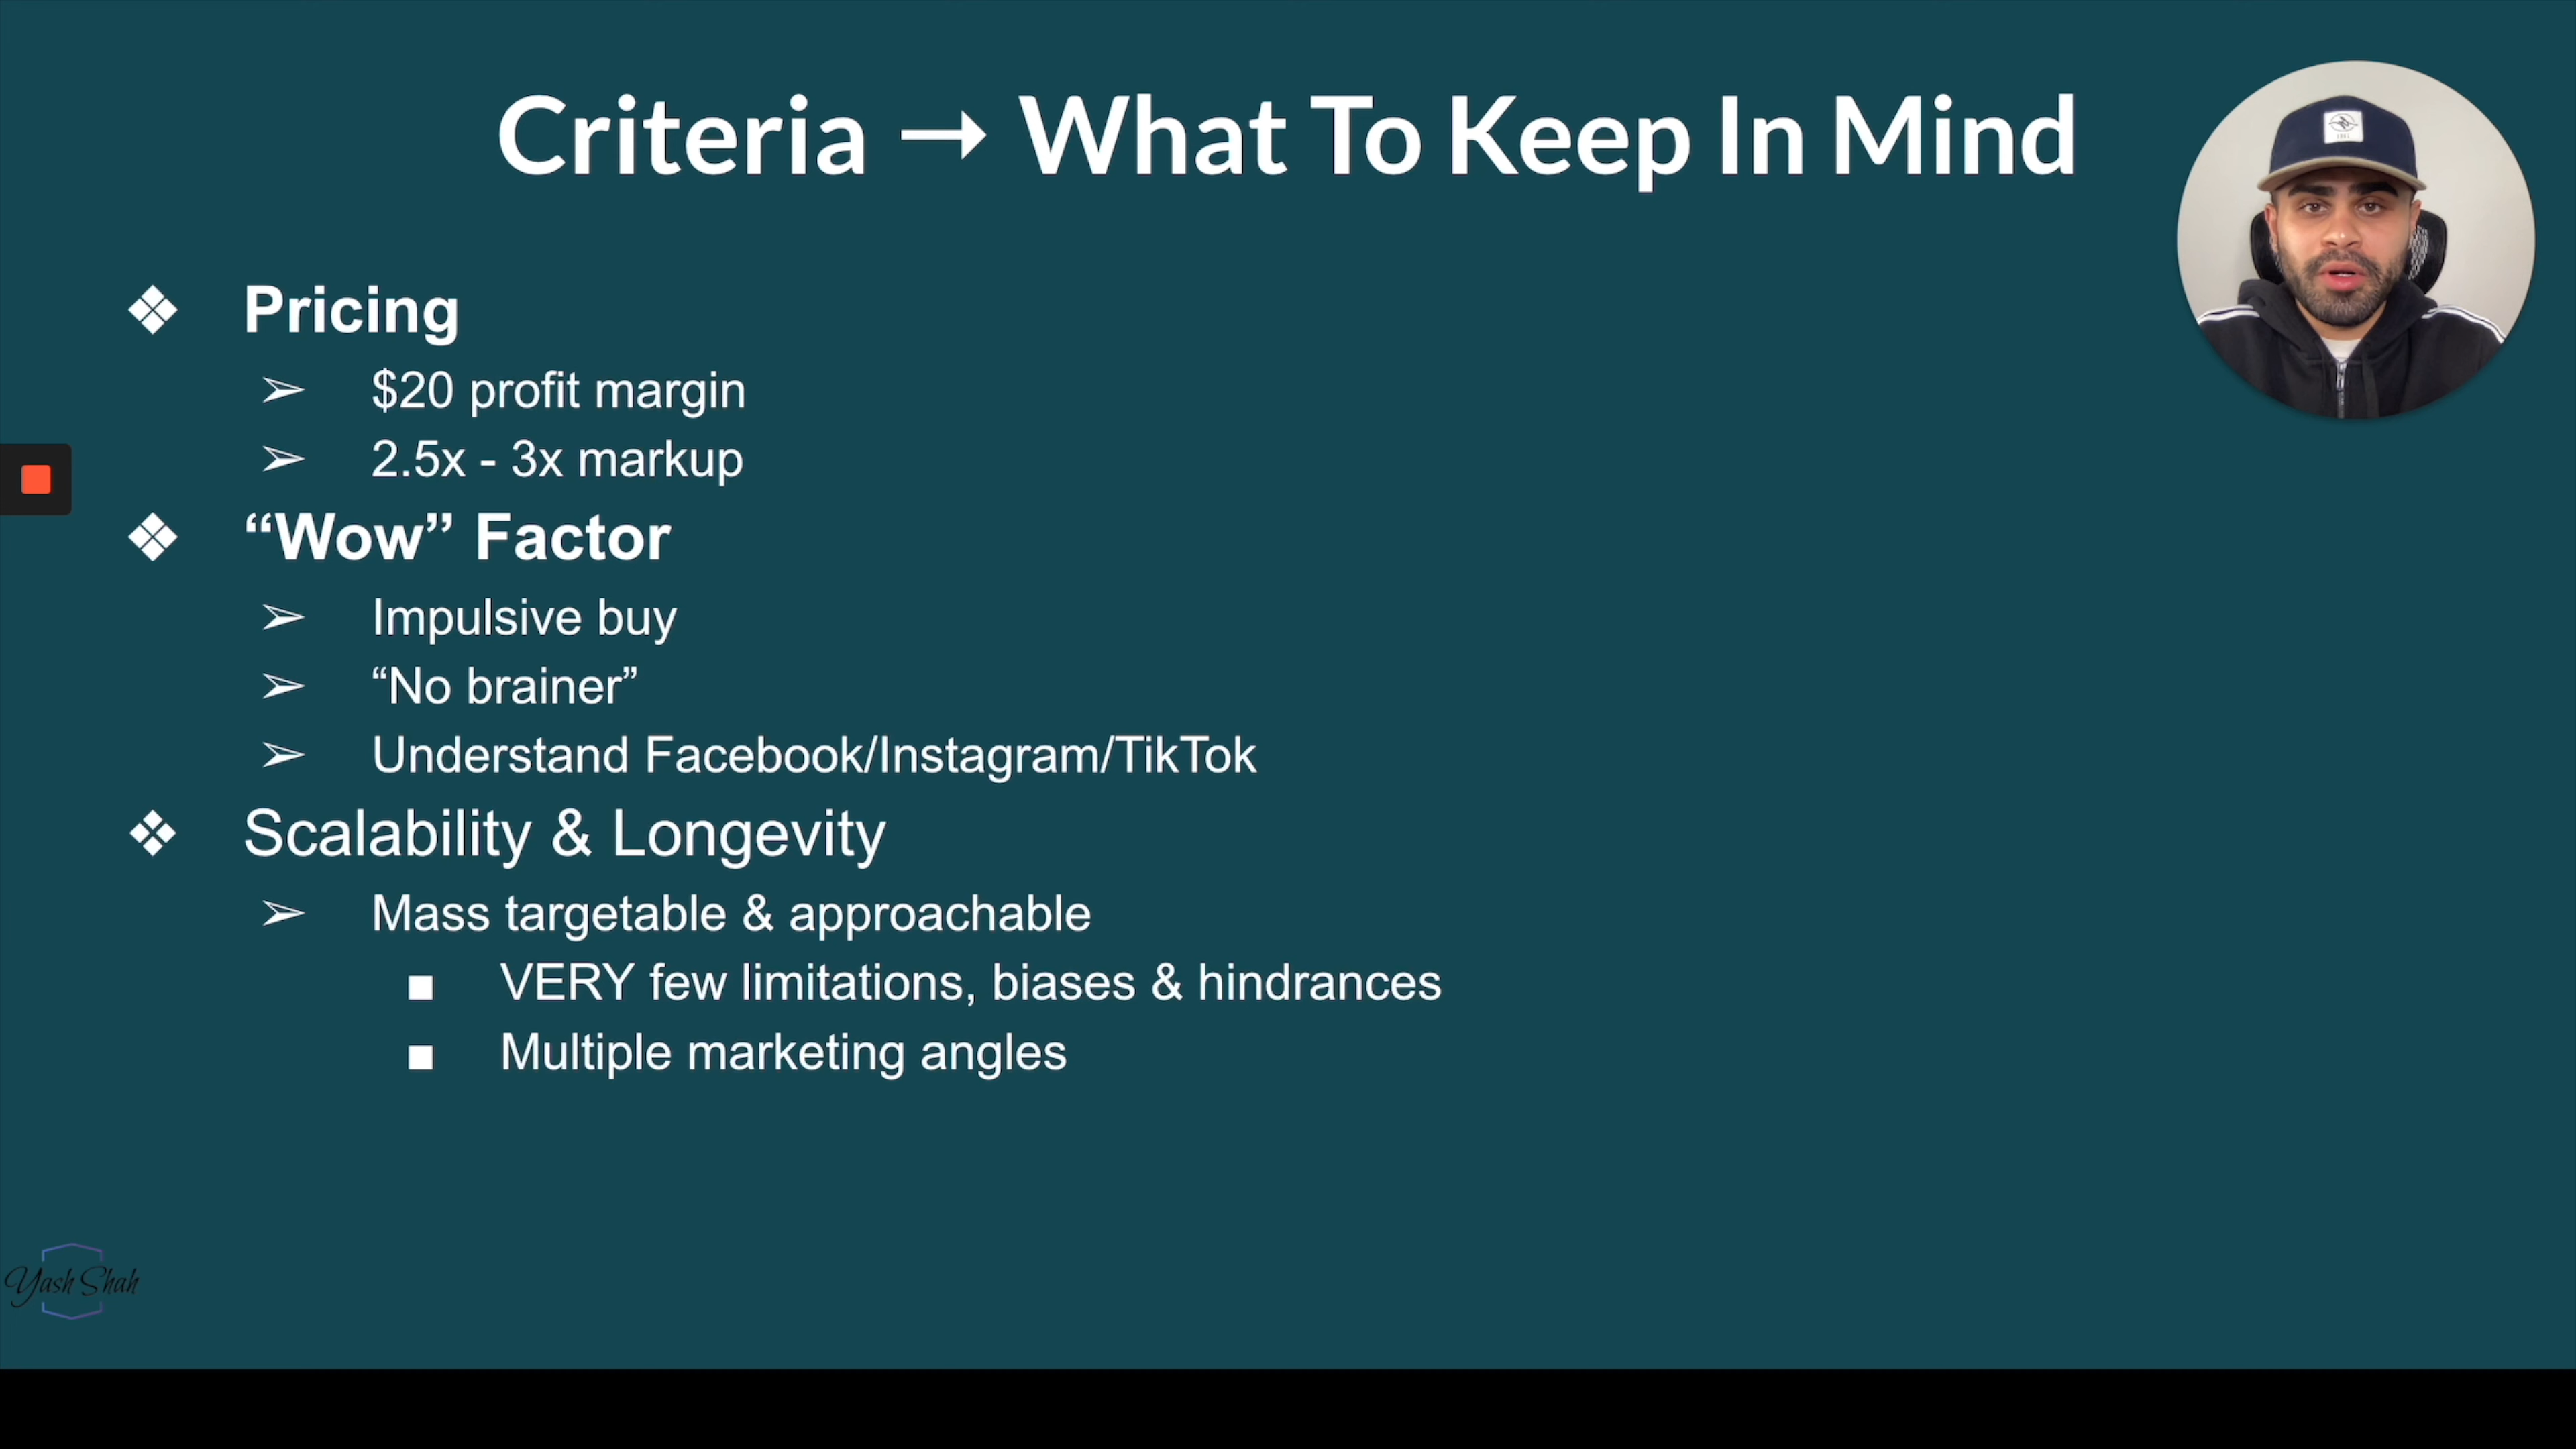 Criteria → What To Keep In Mind
❖ Pricing
➢ $20 profit margin
➢ 2.5x - 3x markup
❖ “Wow” Factor
➢ Impulsive buy
➢ “No brainer”
➢ Understand Facebook/Instagram/TikTok
❖ Scalability & Longevity
➢ Mass targetable & approachable
■ VERY few limitations, biases & hindrances
■ Multiple marketing angles
Yash Shah